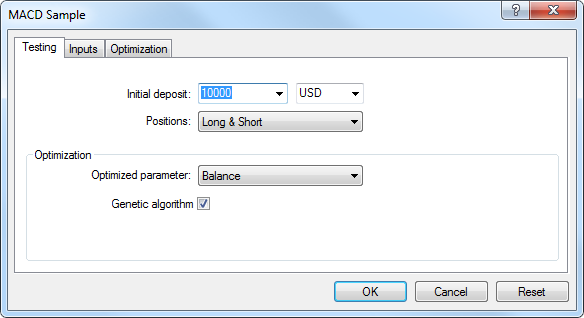 MACD Sample
Testing Inputs Optimization
Initial deposit: 10000 USD
Positions: Long & Short
Optimization
Optimized parameter: Balance
Genetic algorithm
OK Cancel Reset